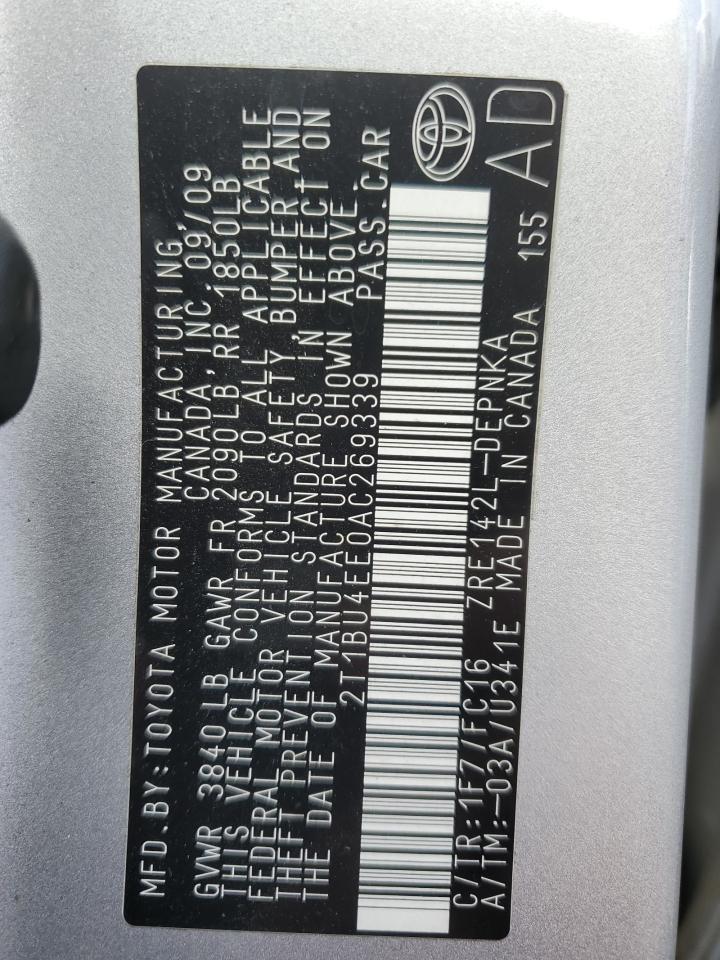 MFD.BY:TOYOTA MOTOR MANUFACTURING,
CANADA, INC. 09/09
GVWR 3840 LB GAWR FR 2090 LB, RR 1850LB
THIS VEHICLE CONFORMS TO ALL APPLICABLE
FEDERAL MOTOR VEHICLE SAFETY, BUMPER AND
THEFT PREVENTION STANDARDS IN EFFECT ON
THE DATE OF MANUFACTURE SHOWN ABOVE.
2T1BU4EE0AC269339 PASS.CAR
C/TR:1F7/FC16 ZRE142L-DEPNKA
A/TM:-03A/U341E MADE IN CANADA 155 AD